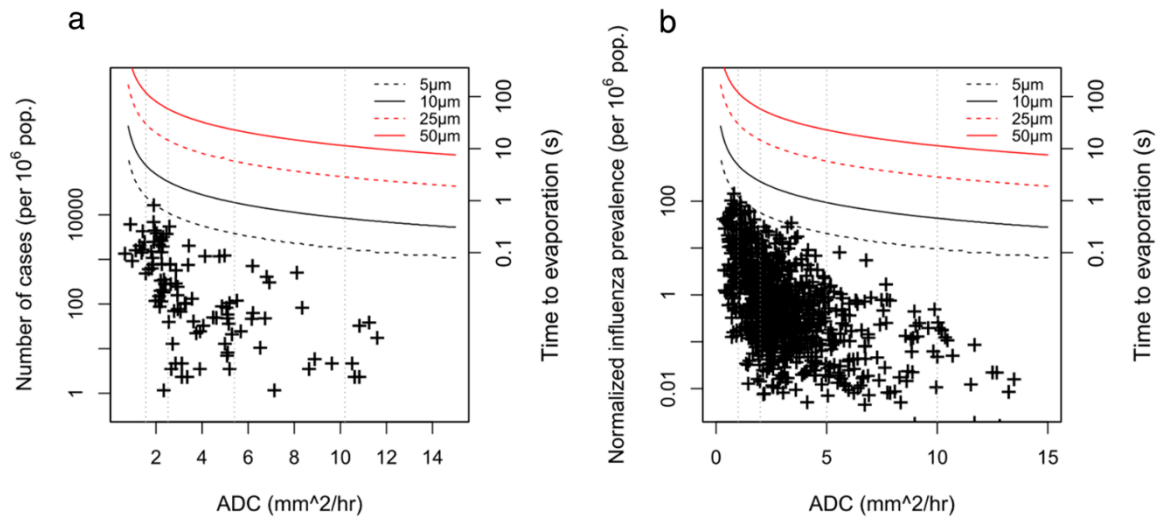 a
Number of cases (per 10^6 pop.)
10000
100
1
2 4 6 8 10 12 14
ADC (mm^2/hr)
5µm
10µm
25µm
50µm
100
10
1
0.1
Time to evaporation (s)
b
Normalized influenza prevalence (per 10^6 pop.)
100
1
0.01
0 5 10 15
ADC (mm^2/hr)
5µm
10µm
25µm
50µm
100
10
1
0.1
Time to evaporation (s)